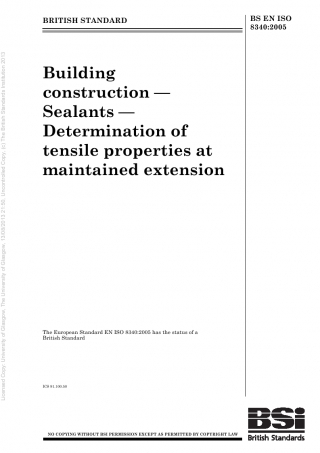 BRITISH STANDARD
BS EN ISO
8340:2005
Building
construction —
Sealants —
Determination of
tensile properties at
maintained extension
The European Standard EN ISO 8340:2005 has the status of a
British Standard
ICS 91.100.50
NO COPYING WITHOUT BSI PERMISSION EXCEPT AS PERMITTED BY COPYRIGHT LAW
BSi
British Standards
Licensed Copy: University of Glasgow, The University of Glasgow, 13/03/2013 21:50, Uncontrolled Copy, (c) The British Standards Institution 2013